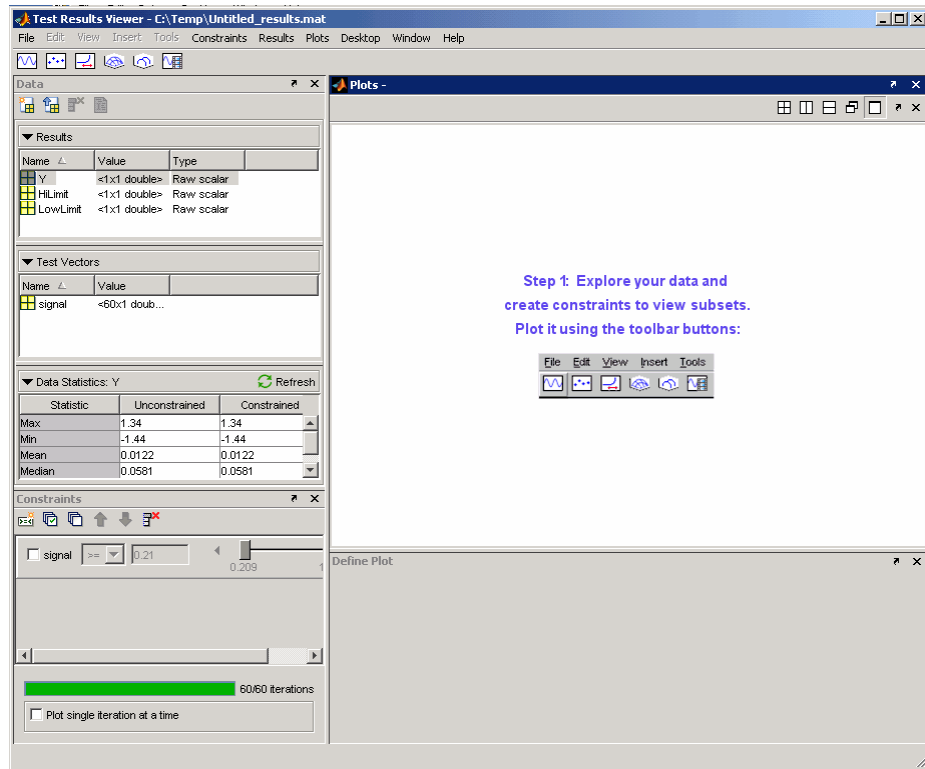 Test Results Viewer - C:\Temp\Untitled_results.mat
File Edit View Insert Tools Constraints Results Plots Desktop Window Help
Data
Results
Name Value Type
Y <1x1 double> Raw scalar
HiLimit <1x1 double> Raw scalar
LowLimit <1x1 double> Raw scalar
Test Vectors
Name Value
signal <60x1 doub...
Data Statistics: Y Refresh
Statistic Unconstrained Constrained
Max 1.34 1.34
Min -1.44 -1.44
Mean 0.0122 0.0122
Median 0.0581 0.0581
Constraints
signal >= 0.21
0.209 1
60/60 iterations
Plot single iteration at a time
Plots -
Step 1: Explore your data and
create constraints to view subsets.
Plot it using the toolbar buttons:
File Edit View Insert Tools
Define Plot